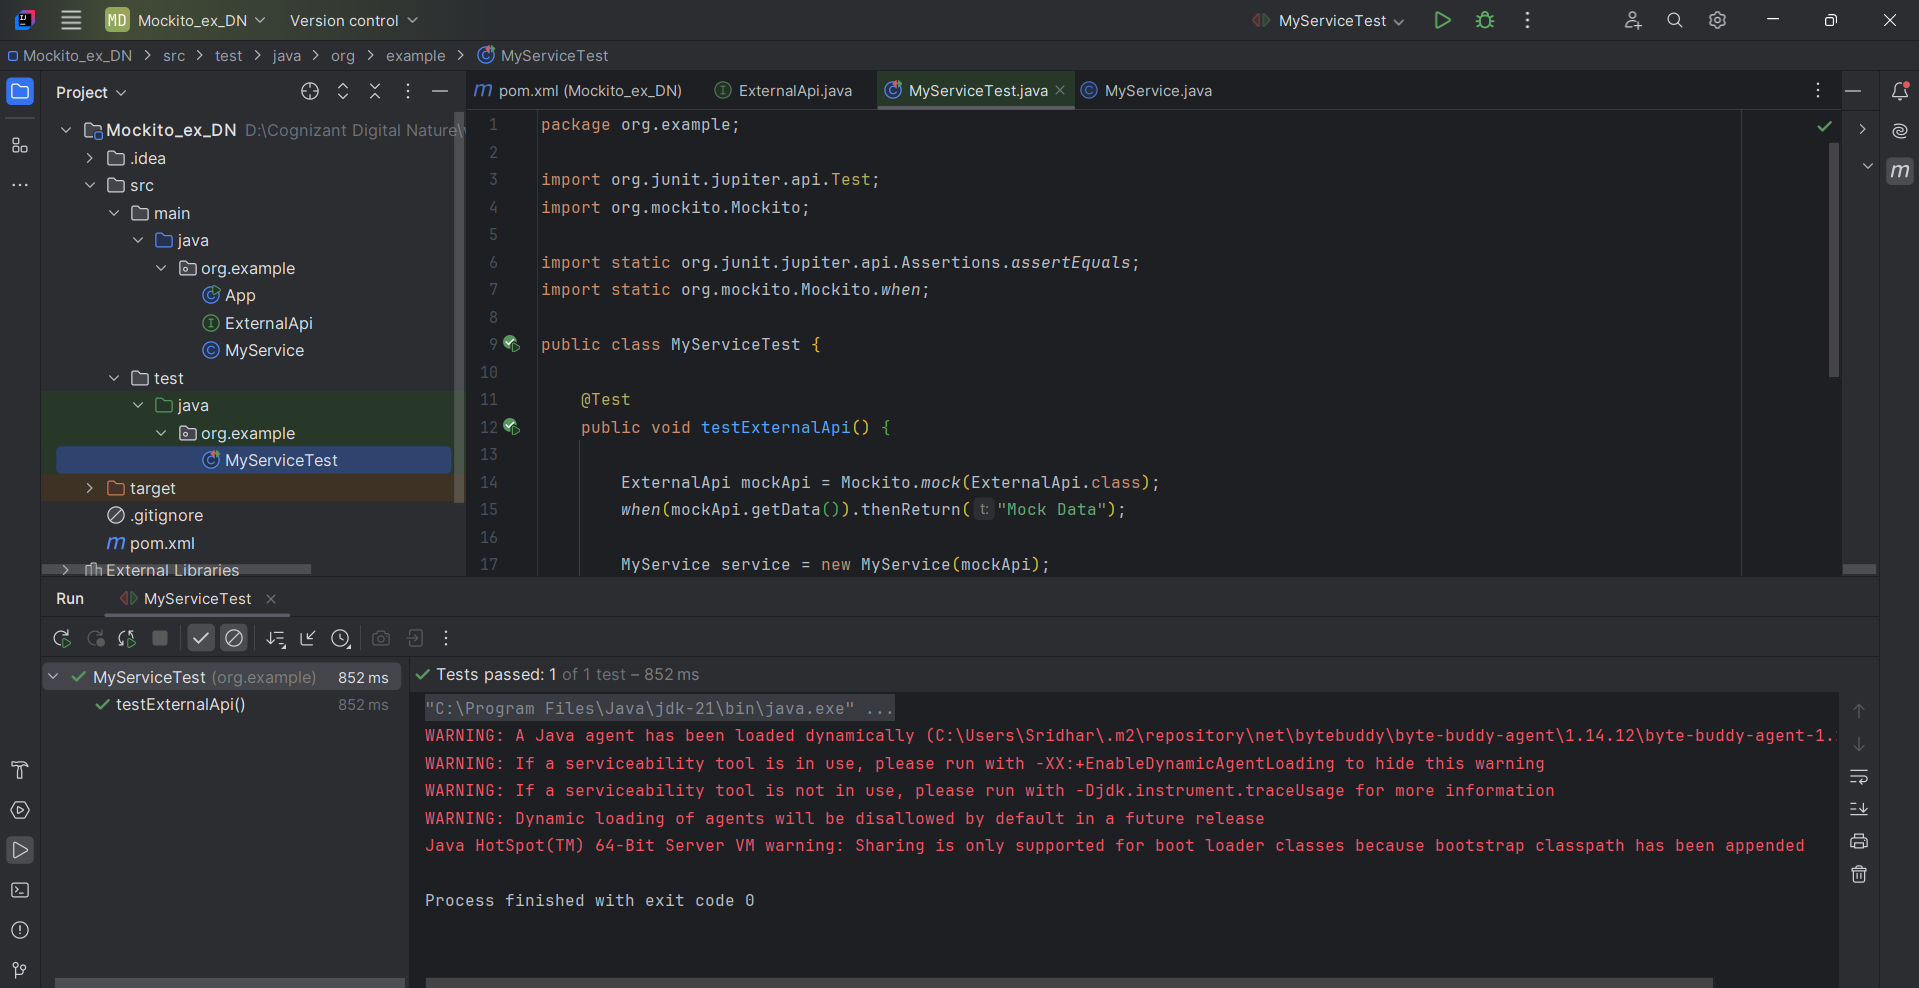 MD Mockito_ex_DN Version control MyServiceTest
Mockito_ex_DN > src > test > java > org > example > MyServiceTest
Project
Mockito_ex_DN D:\Cognizant Digital Nature\
.idea
src
main
java
org.example
App
ExternalApi
MyService
test
java
org.example
MyServiceTest
target
.gitignore
m pom.xml
External Libraries
m pom.xml (Mockito_ex_DN) ExternalApi.java MyServiceTest.java MyService.java
m
1 package org.example;
2
3 import org.junit.jupiter.api.Test;
4 import org.mockito.Mockito;
5
6 import static org.junit.jupiter.api.Assertions.assertEquals;
7 import static org.mockito.Mockito.when;
8
9 public class MyServiceTest {
10
11 @Test
12 public void testExternalApi() {
13
14 ExternalApi mockApi = Mockito.mock(ExternalApi.class);
15 when(mockApi.getData()).thenReturn( t: "Mock Data");
16
17 MyService service = new MyService(mockApi);
Run MyServiceTest
MyServiceTest (org.example) 852 ms
testExternalApi() 852 ms
Tests passed: 1 of 1 test – 852 ms
"C:\Program Files\Java\jdk-21\bin\java.exe" ...
WARNING: A Java agent has been loaded dynamically (C:\Users\Sridhar\.m2\repository\net\bytebuddy\byte-buddy-agent\1.14.12\byte-buddy-agent-1.
WARNING: If a serviceability tool is in use, please run with -XX:+EnableDynamicAgentLoading to hide this warning
WARNING: If a serviceability tool is not in use, please run with -Djdk.instrument.traceUsage for more information
WARNING: Dynamic loading of agents will be disallowed by default in a future release
Java HotSpot(TM) 64-Bit Server VM warning: Sharing is only supported for boot loader classes because bootstrap classpath has been appended
Process finished with exit code 0